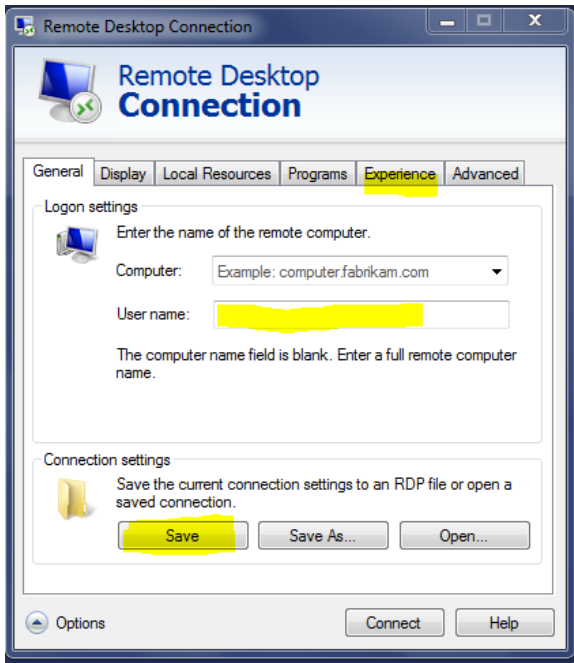 Remote Desktop Connection
Remote Desktop
Connection
General Display Local Resources Programs Experience Advanced
Logon settings
Enter the name of the remote computer.
Computer: Example: computer.fabrikam.com
User name:
The computer name field is blank. Enter a full remote computer
name.
Connection settings
Save the current connection settings to an RDP file or open a
saved connection.
Save Save As... Open...
Options Connect Help